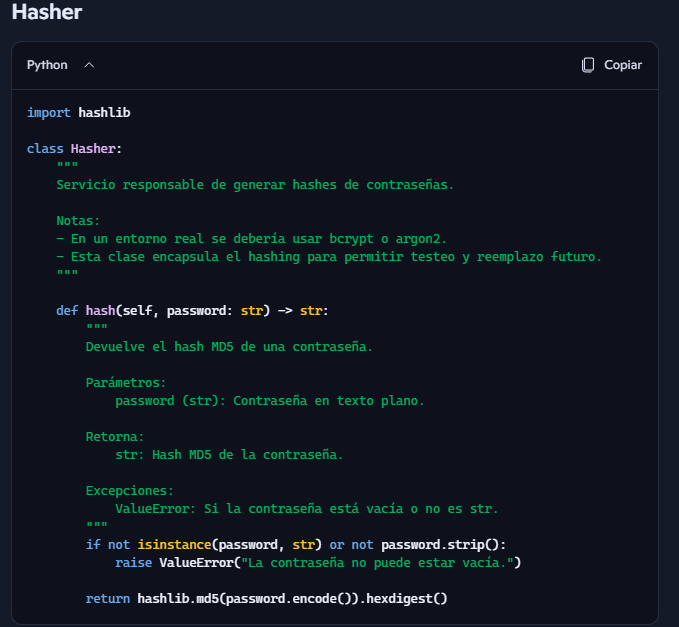 Hasher
Python
Copiar
import hashlib
class Hasher:
"""
Servicio responsable de generar hashes de contraseñas.
Notas:
- En un entorno real se debería usar bcrypt o argon2.
- Esta clase encapsula el hashing para permitir testeo y reemplazo futuro.
"""
def hash(self, password: str) -> str:
"""
Devuelve el hash MD5 de una contraseña.
Parámetros:
password (str): Contraseña en texto plano.
Retorna:
str: Hash MD5 de la contraseña.
Excepciones:
ValueError: Si la contraseña está vacía o no es str.
"""
if not isinstance(password, str) or not password.strip():
raise ValueError("La contraseña no puede estar vacía.")
return hashlib.md5(password.encode()).hexdigest()